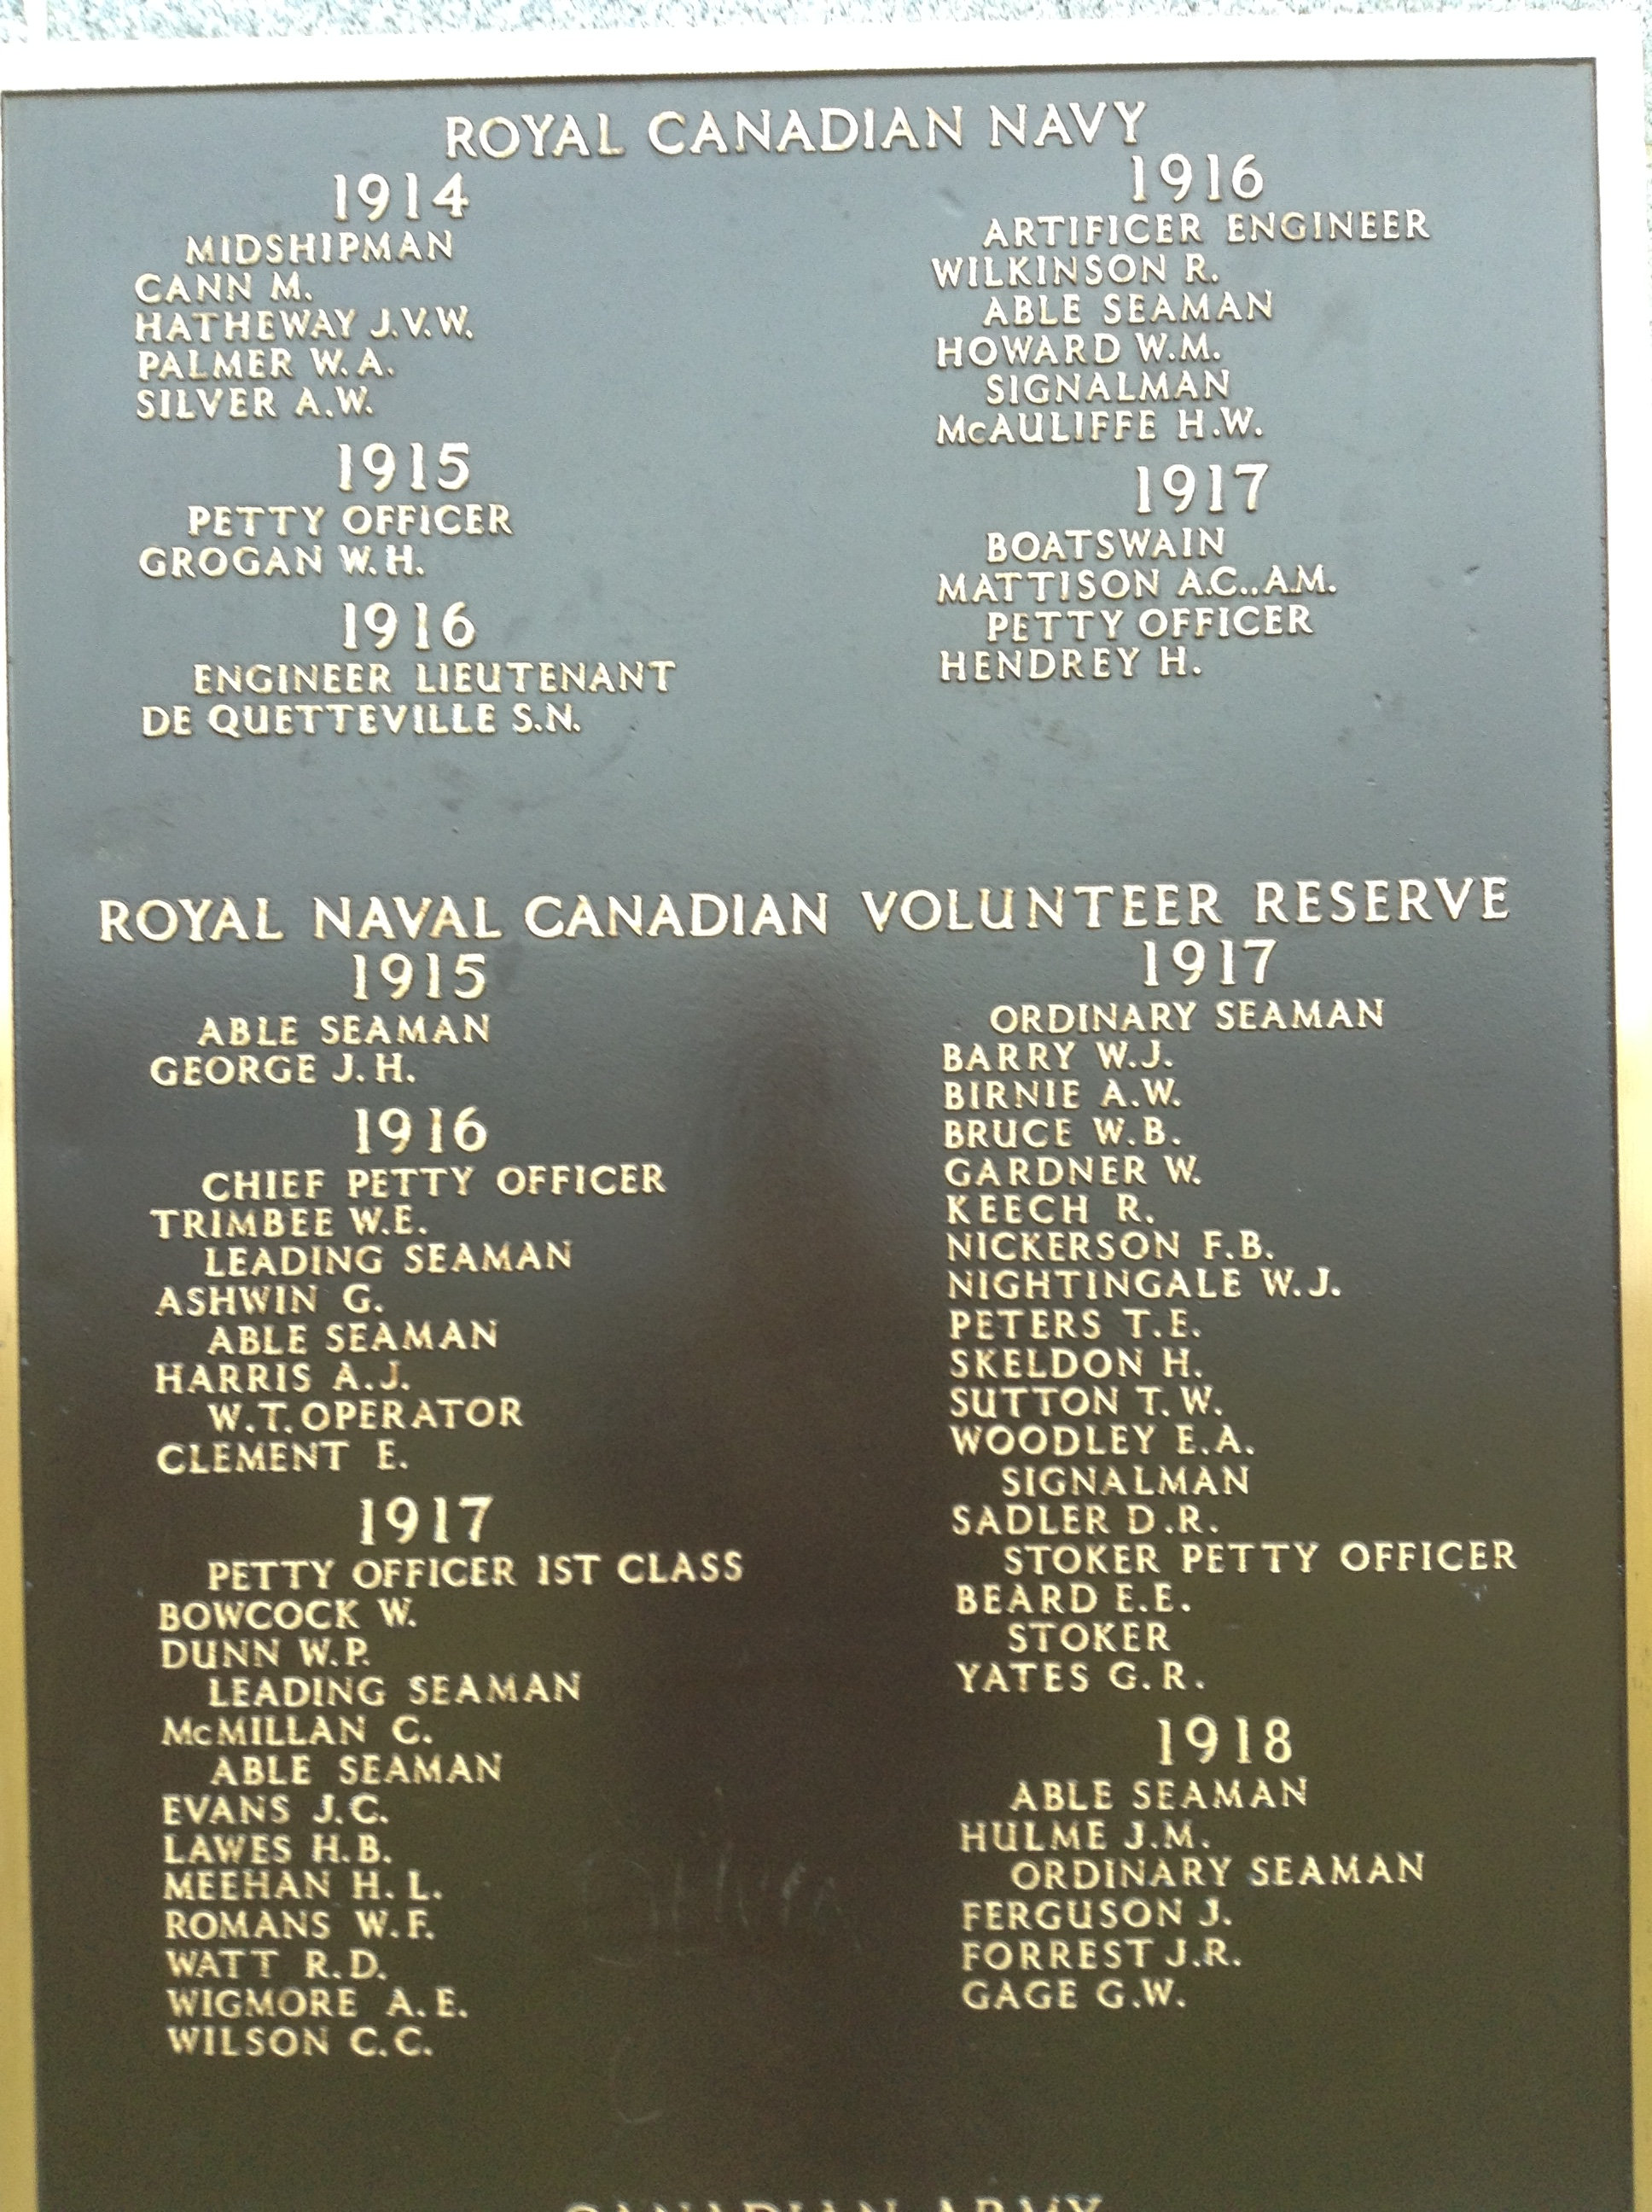 ROYAL CANADIAN NAVY
1914
MIDSHIPMAN
CANN M.
HATHEWAY J.V.W.
PALMER W.A.
SILVER A.W.
1915
PETTY OFFICER
GROGAN W.H.
1916
ENGINEER LIEUTENANT
DE QUETTEVILLE S.N.
1916
ARTIFICER ENGINEER
WILKINSON R.
ABLE SEAMAN
HOWARD W.M.
SIGNALMAN
McAULIFFE H.W.
1917
BOATSWAIN
MATTISON A.C.,A.M.
PETTY OFFICER
HENDREY H.
ROYAL NAVAL CANADIAN VOLUNTEER RESERVE
1915
ABLE SEAMAN
GEORGE J.H.
1916
CHIEF PETTY OFFICER
TRIMBEE W.E.
LEADING SEAMAN
ASHWIN G.
ABLE SEAMAN
HARRIS A.J.
W.T. OPERATOR
CLEMENT E.
1917
PETTY OFFICER 1ST CLASS
BOWCOCK W.
DUNN W.P.
LEADING SEAMAN
McMILLAN C.
ABLE SEAMAN
EVANS J.C.
LAWES H.B.
MEEHAN H.L.
ROMANS W.F.
WATT R.D.
WIGMORE A.E.
WILSON C.C.
1917
ORDINARY SEAMAN
BARRY W.J.
BIRNIE A.W.
BRUCE W.B.
GARDNER W.
KEECH R.
NICKERSON F.B.
NIGHTINGALE W.J.
PETERS T.E.
SKELDON H.
SUTTON T.W.
WOODLEY E.A.
SIGNALMAN
SADLER D.R.
STOKER PETTY OFFICER
BEARD E.E.
STOKER
YATES G.R.
1918
ABLE SEAMAN
HULME J.M.
ORDINARY SEAMAN
FERGUSON J.
FORREST J.R.
GAGE G.W.
CANADIAN ARMY